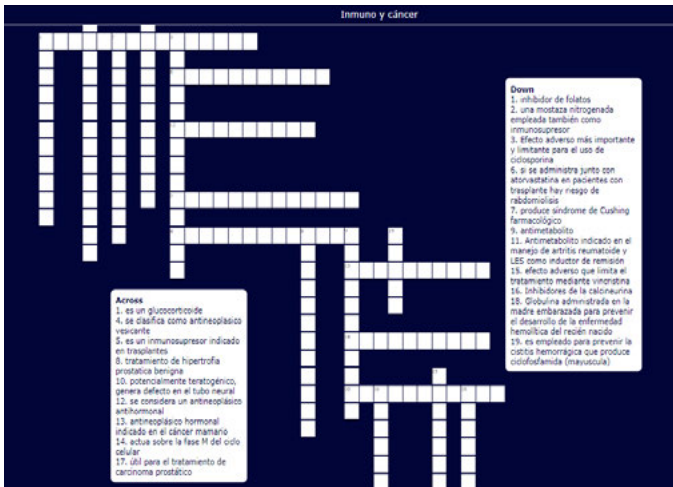 Inmuno y cáncer
Down
1. inhibidor de folatos
2. una mostaza nitrogenada
empleada también como
inmunosupresor
3. Efecto adverso más importante
y limitante para el uso de
ciclosporina
6. si se administra junto con
atorvastatina en pacientes con
trasplante hay riesgo de
rabdomiolisis
7. produce sindrome de Cushing
farmacológico
9. antimetabolito
11. Antimetabolito indicado en el
manejo de artritis reumatoide y
LES como inductor de remisión
15. efecto adverso que limita el
tratamiento mediante vincristina
16. Inhibidores de la calcineurina
18. Globulina administrada en la
madre embarazada para prevenir
el desarrollo de la enfermedad
hemolítica del recién nacido
19. es empleado para prevenir la
cistitis hemorrágica que produce
ciclofosfamida (mayuscula)
Across
1. es un glucocorticoide
4. se clasifica como antineoplasico
vesicante
5. es un inmunosupresor indicado
en trasplantes
8. tratamiento de hipertrofia
prostatica benigna
10. potencialmente teratogénico,
genera defecto en el tubo neural
12. se considera un antineoplásico
antihormonal
13. antineoplásico hormonal
indicado en el cáncer mamario
14. actua sobre la fase M del ciclo
celular
17. útil para el tratamiento de
carcinoma prostático